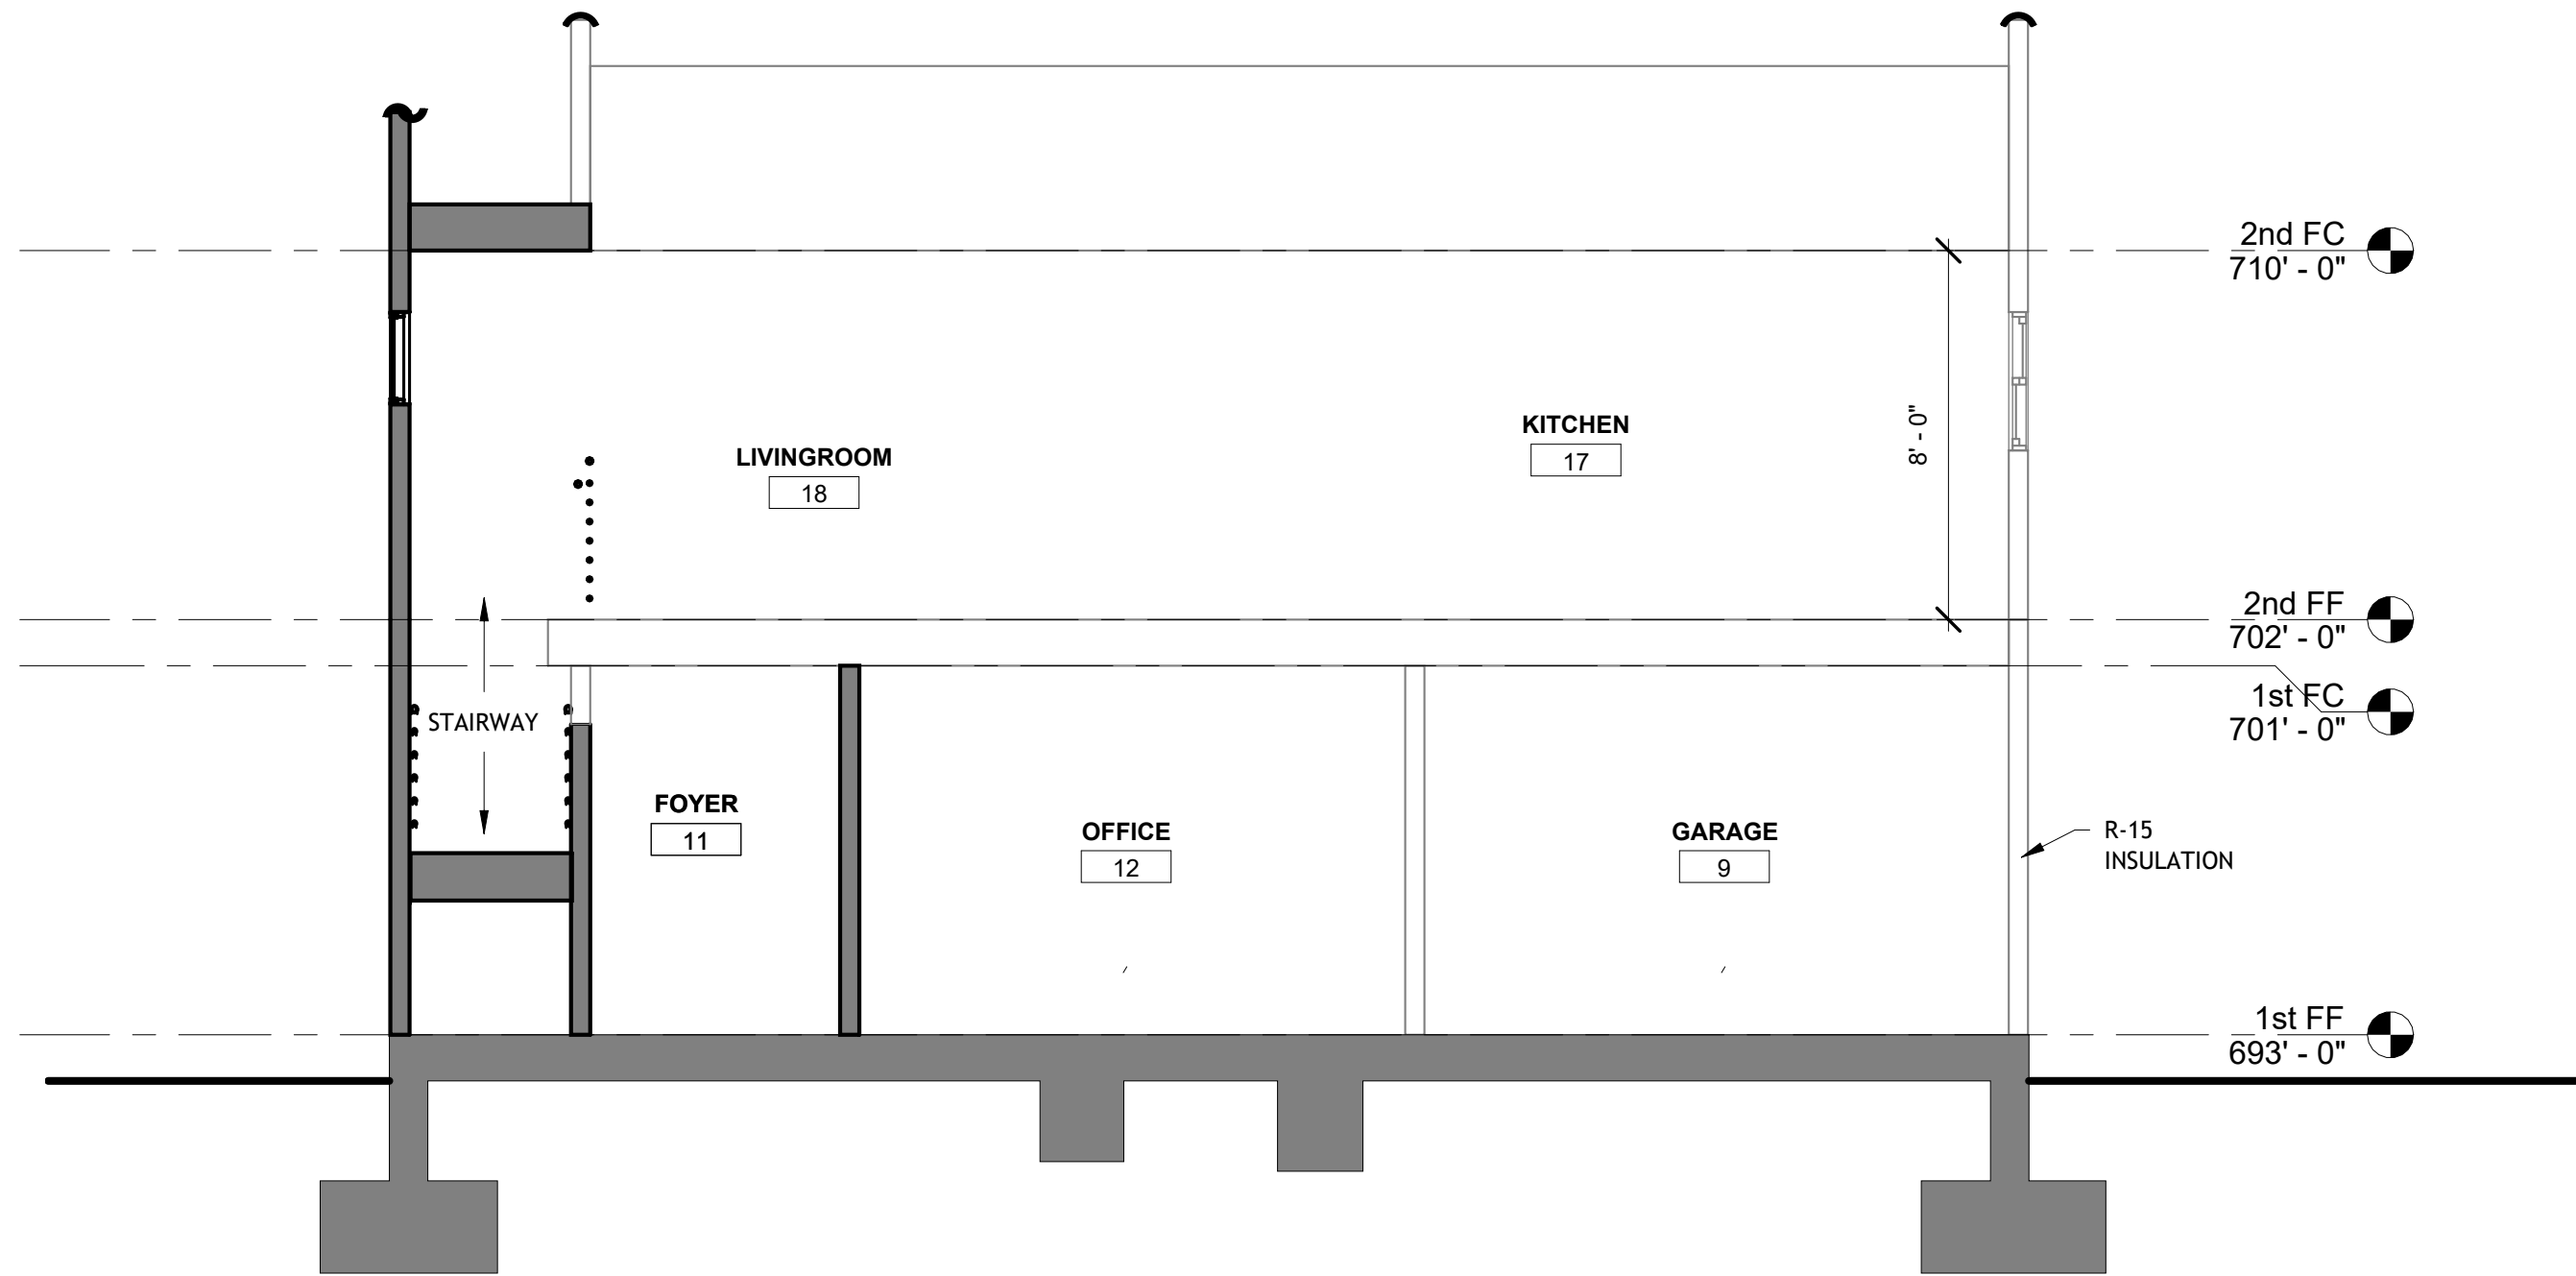 2nd FC
710' - 0"
KITCHEN
17
8' - 0"
LIVINGROOM
18
2nd FF
702' - 0"
1st FC
701' - 0"
STAIRWAY
FOYER
11
OFFICE
12
GARAGE
9
R-15
INSULATION
1st FF
693' - 0"